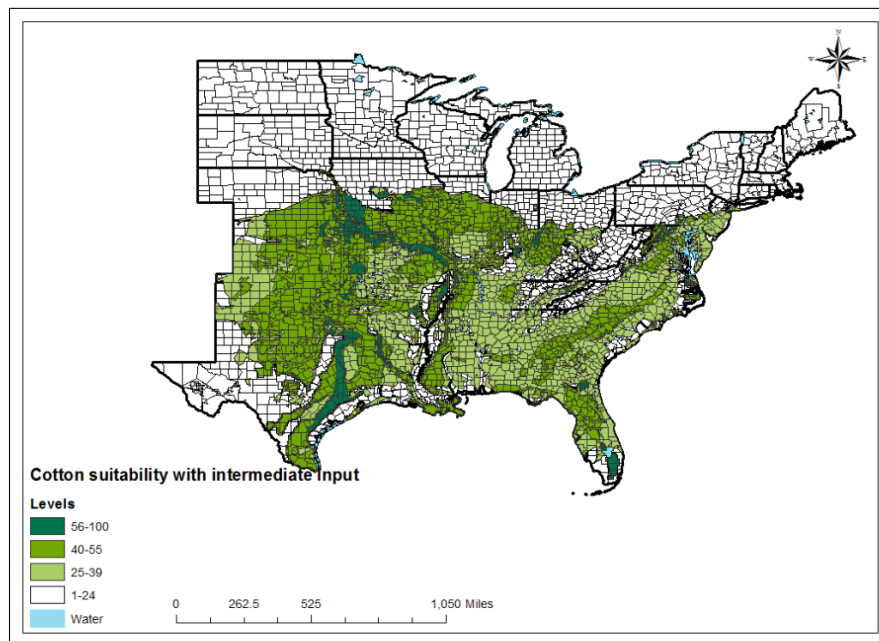 N
W E
S
Cotton suitability with intermediate input
Levels
56-100
40-55
25-39
1-24
Water
0 262.5 525 1,050 Miles